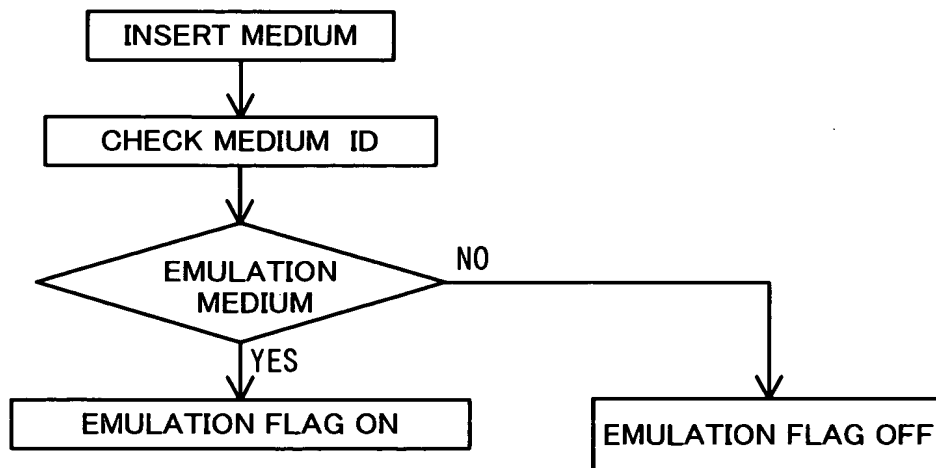 INSERT MEDIUM
CHECK MEDIUM ID
EMULATION
MEDIUM
NO
YES
EMULATION FLAG ON
EMULATION FLAG OFF